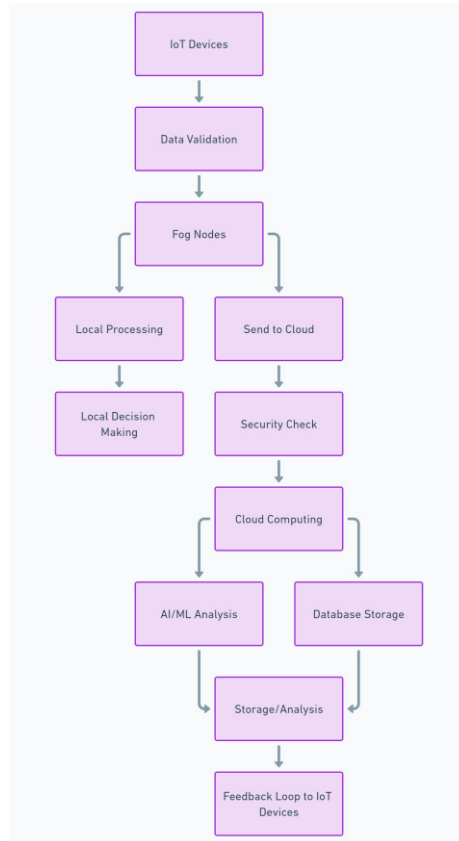 IoT Devices
Data Validation
Fog Nodes
Local Processing
Send to Cloud
Local Decision
Making
Security Check
Cloud Computing
AI/ML Analysis
Database Storage
Storage/Analysis
Feedback Loop to IoT
Devices